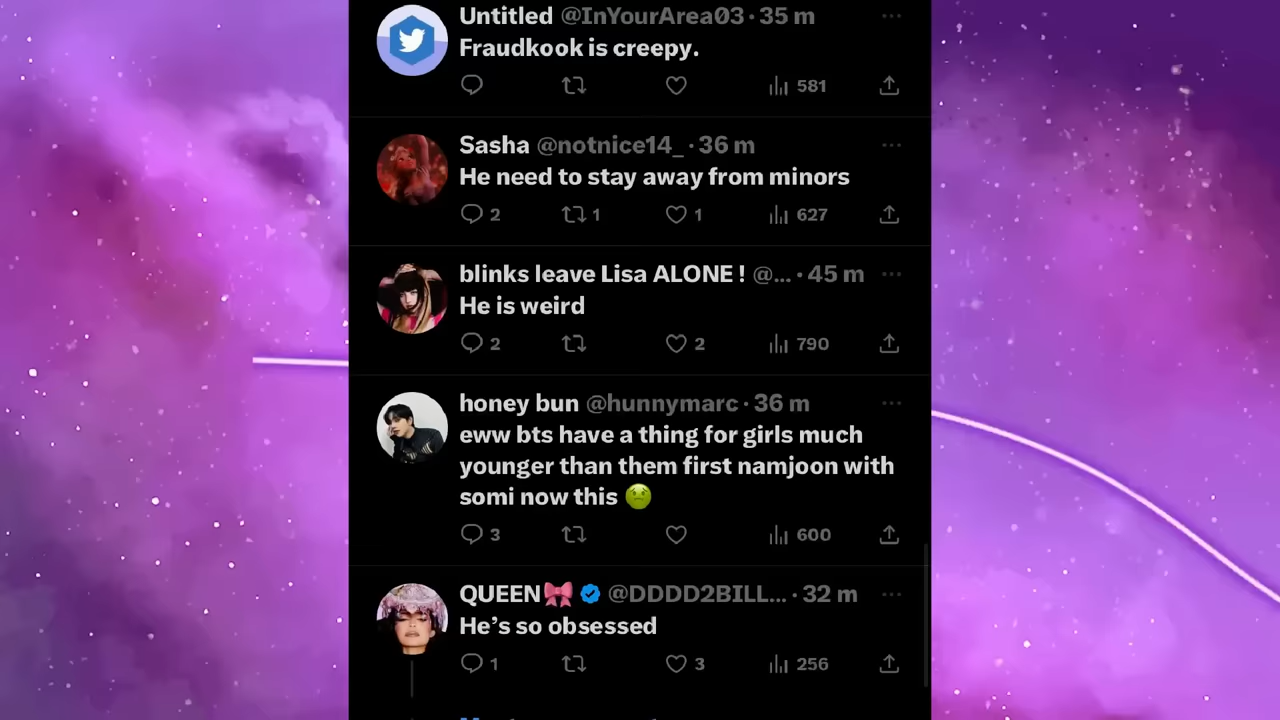 Untitled @InYourArea03 · 35 m
Fraudkook is creepy.
581
Sasha @notnice14_ · 36 m
He need to stay away from minors
2 1 1 627
blinks leave Lisa ALONE ! @... · 45 m
He is weird
2 2 790
honey bun @hunnymarc · 36 m
eww bts have a thing for girls much
younger than them first namjoon with
somi now this 🤢
3 600
QUEEN🎀 @DDDD2BILL... · 32 m
He's so obsessed
1 3 256